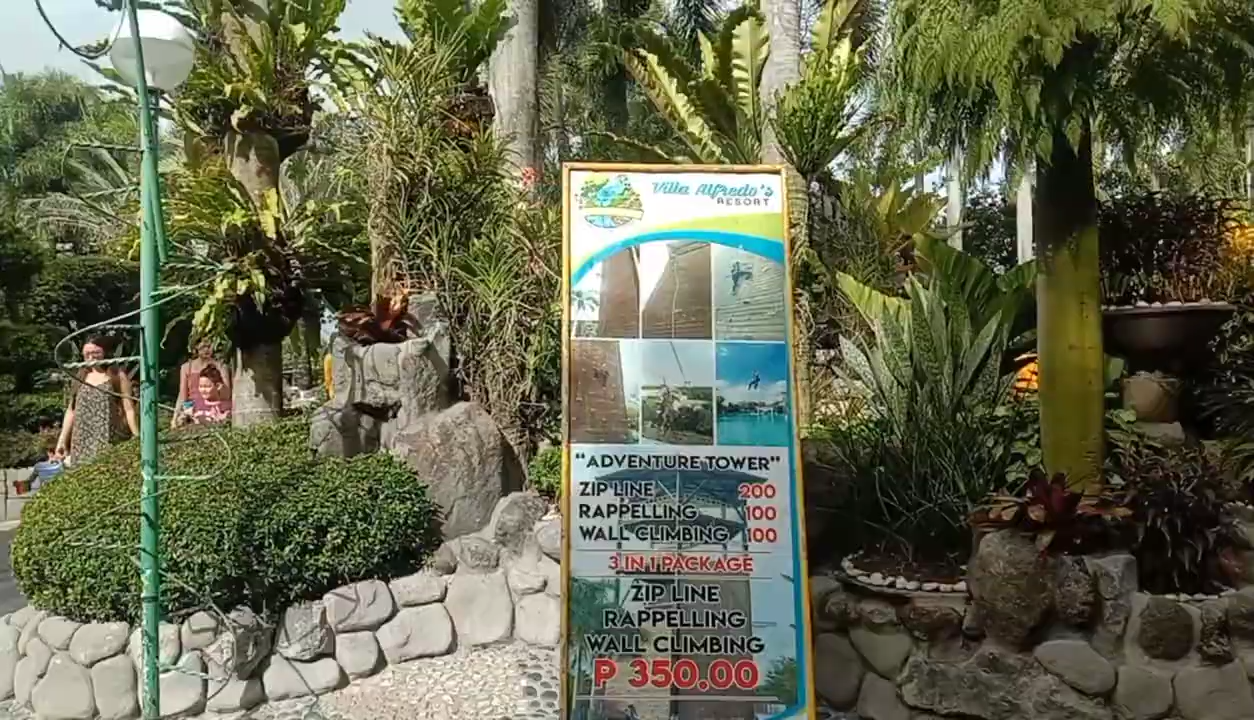 Villa Alfredo's
RESORT
"ADVENTURE TOWER"
ZIP LINE 200
RAPPELLING 100
WALL CLIMBING 100
3 IN 1 PACKAGE
ZIP LINE
RAPPELLING
WALL CLIMBING
P 350.00